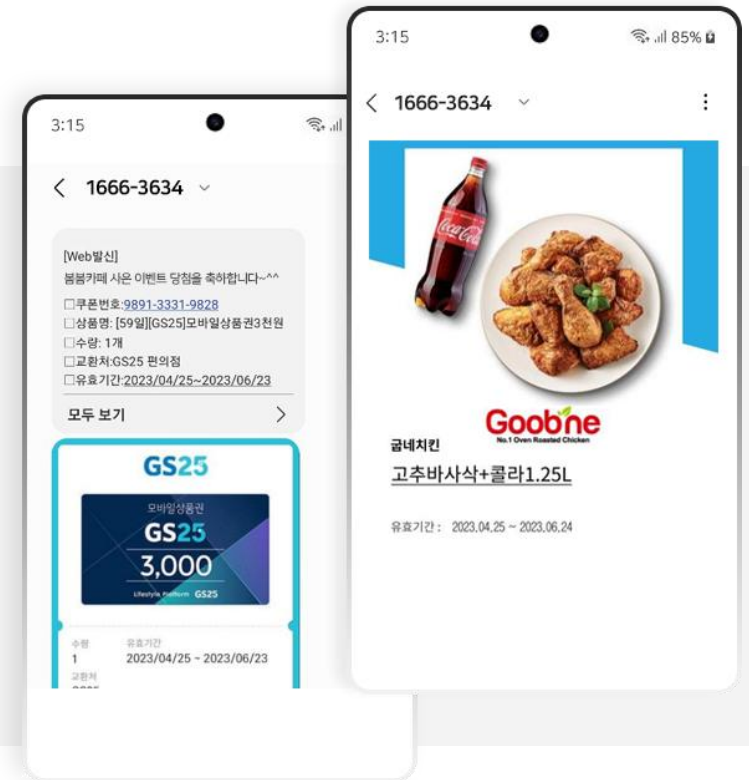 3:15
1666-3634
[Web발신]
봄봄카페 사은 이벤트 당첨을 축하합니다~^^
□쿠폰번호:9891-3331-9828
□상품명: [59일][GS25]모바일상품권3천원
□수량: 1개
□교환처:GS25 편의점
□유효기간:2023/04/25~2023/06/23
모두 보기
GS25
모바일상품권
GS25
3,000
Lifestyle Platform GS25
수량 유효기간
1 2023/04/25 ~ 2023/06/23
교환처
3:15 85%
1666-3634
Coca-Cola
Goobne
No.1 Oven Roasted Chicken
굽네치킨
고추바사삭+콜라1.25L
유효기간 : 2023.04.25 ~ 2023.06.24